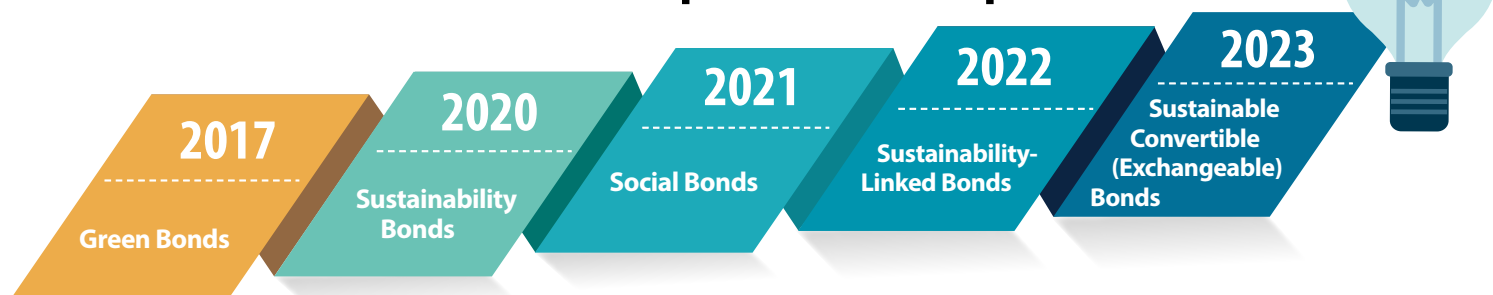 2017
Green Bonds
2020
Sustainability
Bonds
2021
Social Bonds
2022
Sustainability-
Linked Bonds
2023
Sustainable
Convertible
(Exchangeable)
Bonds